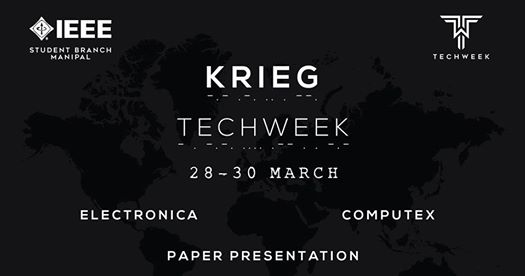 IEEE
STUDENT BRANCH
MANIPAL
TECHWEEK
KRIEG
TECHWEEK
28-30 MARCH
ELECTRONICA
COMPUTEX
PAPER PRESENTATION